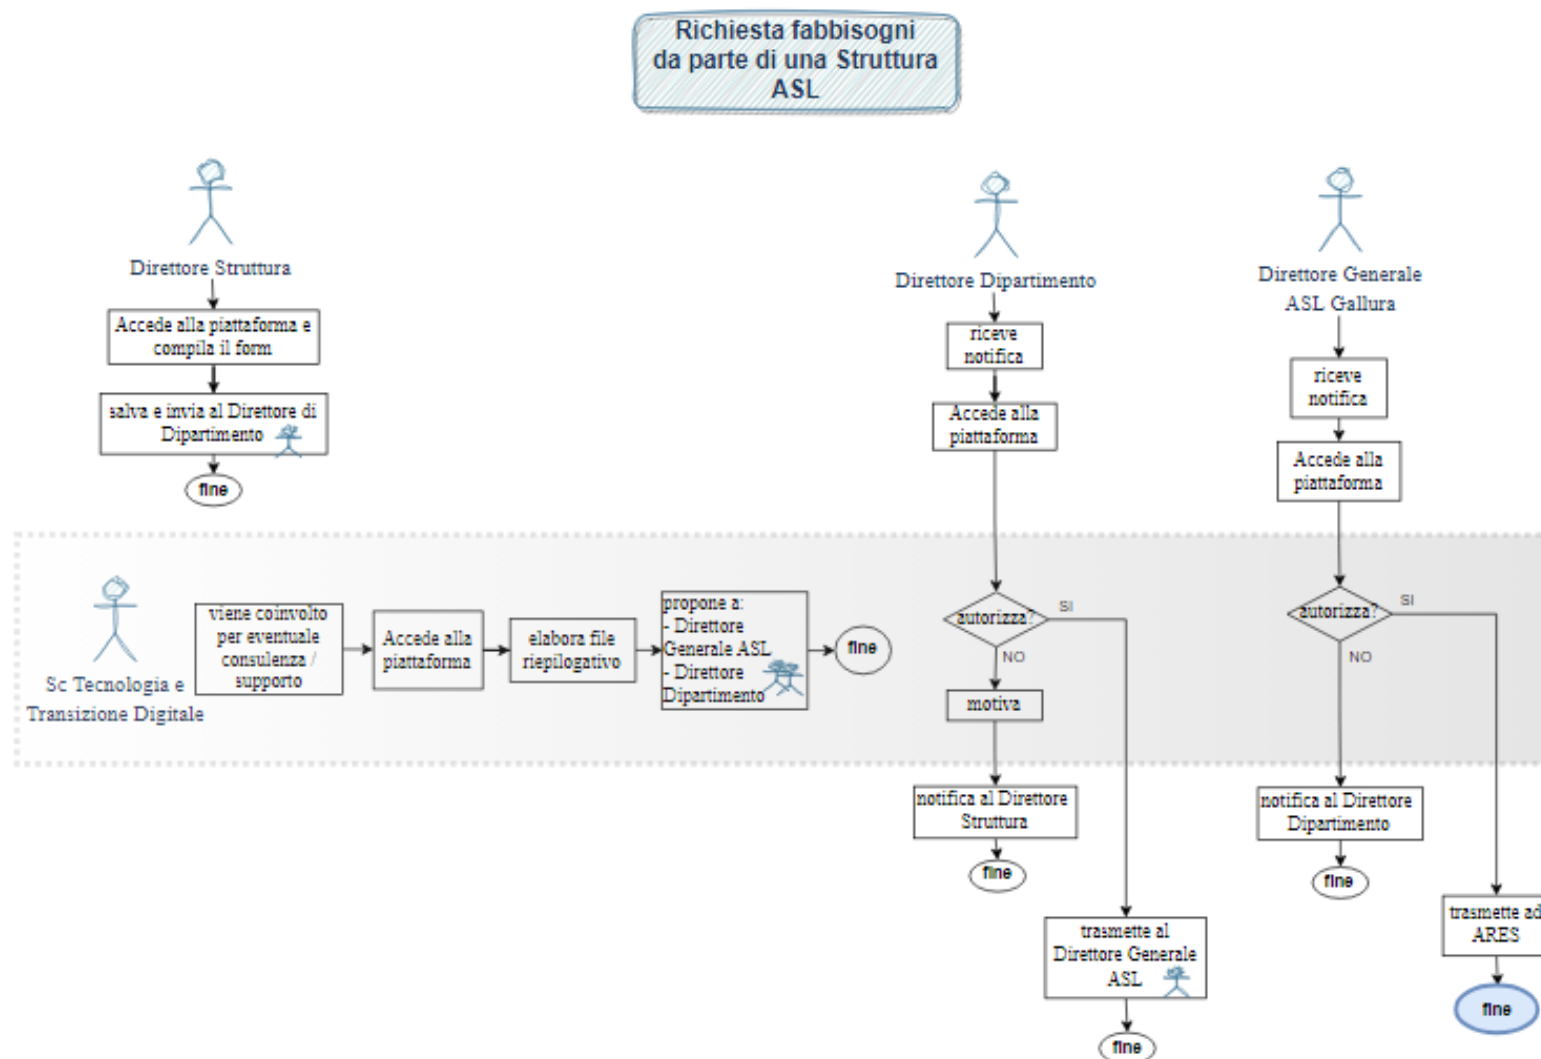 Richiesta fabbisogni
da parte di una Struttura
ASL
Direttore Struttura
Accede alla piattaforma e
compila il form
salva e invia al Direttore di
Dipartimento
fine
Direttore Dipartimento
riceve
notifica
Accede alla
piattaforma
Direttore Generale
ASL Gallura
riceve
notifica
Accede alla
piattaforma
Sc Tecnologia e
Transizione Digitale
viene coinvolto
per eventuale
consulenza /
supporto
Accede alla
piattaforma
elabora file
riepilogativo
propone a:
- Direttore
Generale ASL
- Direttore
Dipartimento
fine
autorizza?
SI
NO
motiva
notifica al Direttore
Struttura
fine
trasmette al
Direttore Generale
ASL
fine
autorizza?
SI
NO
notifica al Direttore
Dipartimento
fine
trasmette ad
ARES
fine